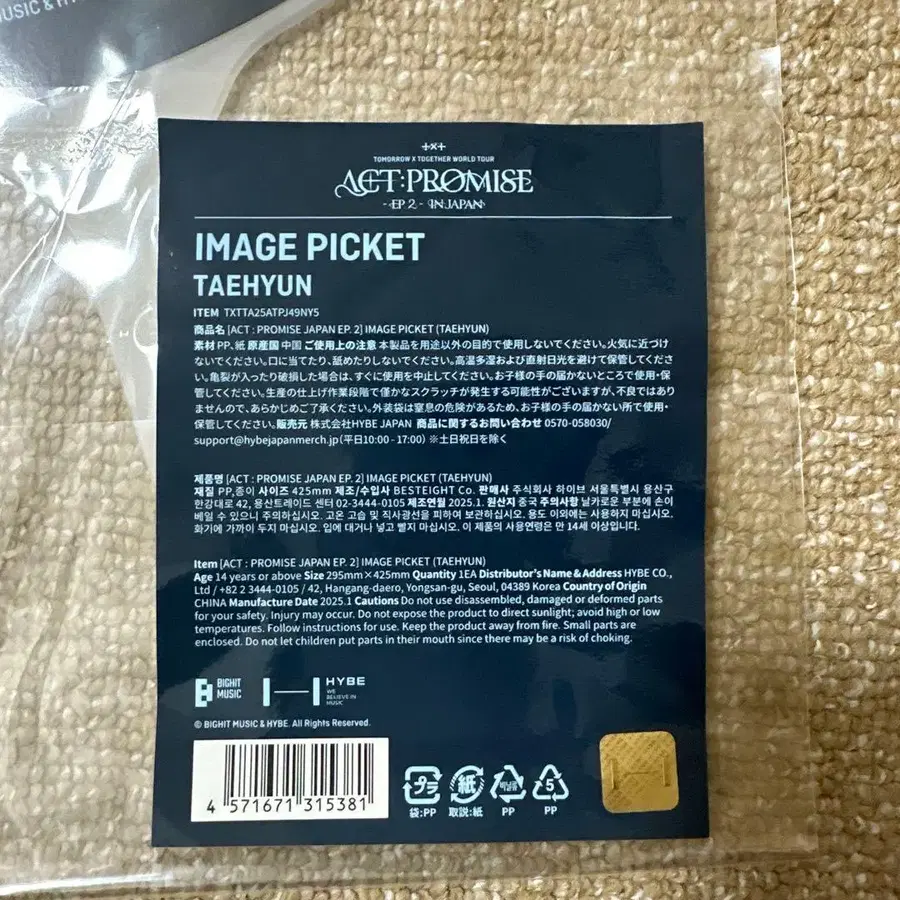 MUSIC & HY
TOMORROW X TOGETHER WORLD TOUR
ACT:PROMISE
- EP 2 - IN JAPAN
IMAGE PICKET
TAEHYUN
ITEM TXTTA25ATPJ49NY5
商品名 [ACT : PROMISE JAPAN EP. 2] IMAGE PICKET (TAEHYUN)
素材 PP、紙 原産国 中国 ご使用上の注意 本製品を用途以外の目的で使用しないでください。火気に近づけ
ないでください。口に当てたり、舐めたりしないでください。高温多湿および直射日光を避けて保管してくださ
い。亀裂が入ったり破損した場合は、すぐに使用を中止してください。お子様の手の届かないところで使用・保
管してください。生産の仕上げ作業段階で僅かなスクラッチが発生する可能性がございますが、不良ではあり
ませんので、あらかじめご了承ください。外装袋は窒息の危険があるため、お子様の手の届かない所で使用・
保管してください。販売元 株式会社HYBE JAPAN 商品に関するお問い合わせ 0570-058030/
support@hybejapanmerch.jp(平日10:00 - 17:00) ※土日祝日を除く
제품명 [ACT : PROMISE JAPAN EP. 2] IMAGE PICKET (TAEHYUN)
재질 PP,종이 사이즈 425mm 제조/수입사 BESTEIGHT Co. 판매사 주식회사 하이브 서울특별시 용산구
한강대로 42, 용산트레이드 센터 02-3444-0105 제조연월 2025.1. 원산지 중국 주의사항 날카로운 부분에 손이
베일 수 있으니 주의하십시오. 고온 고습 및 직사광선을 피하여 보관하십시오. 용도 이외에는 사용하지 마십시오.
화기에 가까이 두지 마십시오. 입에 대거나 넣고 빨지 마십시오. 이 제품의 사용연령은 만 14세 이상입니다.
Item [ACT : PROMISE JAPAN EP. 2] IMAGE PICKET (TAEHYUN)
Age 14 years or above Size 295mm×425mm Quantity 1EA Distributor's Name & Address HYBE CO.,
Ltd / +82 2 3444-0105 / 42, Hangang-daero, Yongsan-gu, Seoul, 04389 Korea Country of Origin
CHINA Manufacture Date 2025.1 Cautions Do not use disassembled, damaged or deformed parts
for your safety. Injury may occur. Do not expose the product to direct sunlight; avoid high or low
temperatures. Follow instructions for use. Keep the product away from fire. Small parts are
enclosed. Do not let children put parts in their mouth since there may be a risk of choking.
BIGHIT MUSIC
HYBE
WE BELIEVE IN MUSIC
© BIGHIT MUSIC & HYBE. All Rights Reserved.
4 571671 315381
プラ 紙 5
袋:PP 取説:紙 PP PP